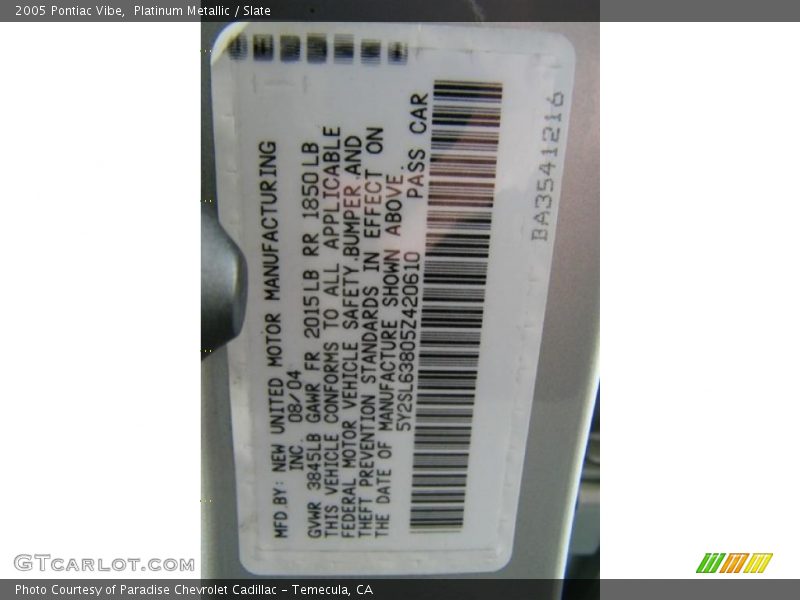 2005 Pontiac Vibe,  Platinum Metallic / Slate
MFD.BY: NEW UNITED MOTOR MANUFACTURING
INC. 08/04
GVWR 3845LB GAWR FR 2015LB RR 1850LB
THIS VEHICLE CONFORMS TO ALL APPLICABLE
FEDERAL MOTOR VEHICLE SAFETY,BUMPER,AND
THEFT PREVENTION STANDARDS IN EFFECT ON
THE DATE OF MANUFACTURE SHOWN ABOVE.
5Y2SL63805Z420610 PASS CAR
BA3541216
GTCarLot.com
Photo Courtesy of Paradise Chevrolet Cadillac - Temecula, CA